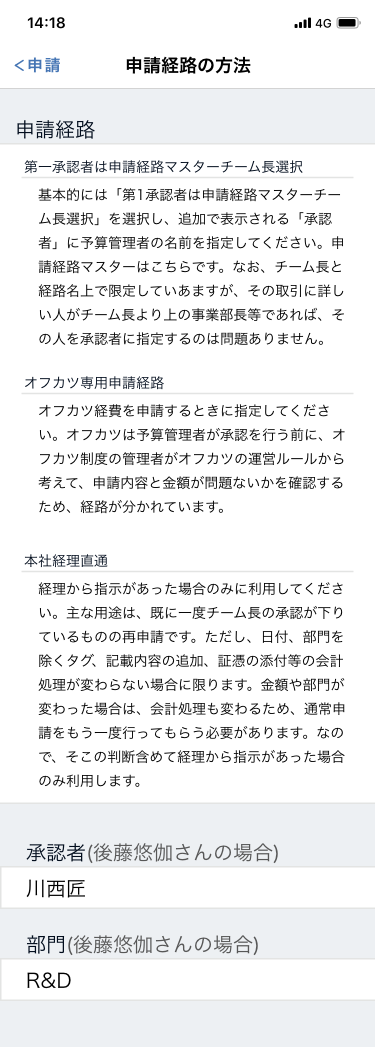 14:18
4G
<申請
申請経路の方法
申請経路
第一承認者は申請経路マスターチーム長選択
基本的には「第1承認者は申請経路マスターチー
ム長選択」を選択し、追加で表示される「承認
者」に予算管理者の名前を指定してください。申
請経路マスターはこちらです。なお、チーム長と
経路名上で限定していあますが、その取引に詳し
い人がチーム長より上の事業部長等であれば、そ
の人を承認者に指定するのは問題ありません。
オフカツ専用申請経路
オフカツ経費を申請するときに指定してくださ
い。オフカツは予算管理者が承認を行う前に、オ
フカツ制度の管理者がオフカツの運営ルールから
考えて、申請内容と金額が問題ないかを確認する
ため、経路が分かれています。
本社経理直通
経理から指示があった場合のみに利用してくださ
い。主な用途は、既に一度チーム長の承認が下り
ているものの再申請です。ただし、日付、部門を
除くタグ、記載内容の追加、証憑の添付等の会計
処理が変わらない場合に限ります。金額や部門が
変わった場合は、会計処理も変わるため、通常申
請をもう一度行ってもらう必要があります。なの
で、そこの判断含めて経理から指示があった場合
のみ利用します。
承認者(後藤悠伽さんの場合)
川西匠
部門(後藤悠伽さんの場合)
R&D